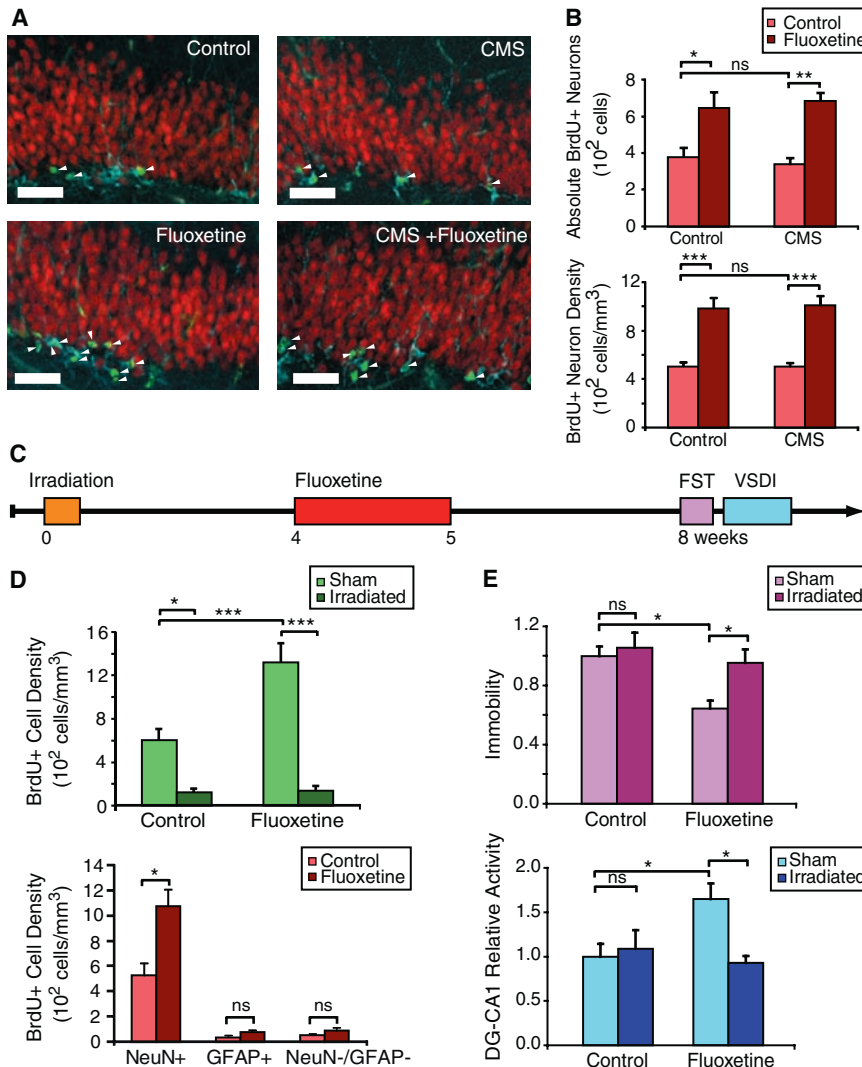 A
Control
CMS
Fluoxetine
CMS +Fluoxetine
B
Control
Fluoxetine
Absolute BrdU+ Neurons
(10² cells)
8
6
4
2
0
*
ns
**
Control
CMS
BrdU+ Neuron Density
(10² cells/mm³)
12
8
4
0
***
ns
***
Control
CMS
C
Irradiation
Fluoxetine
FST
VSDI
0
4
5
8 weeks
D
Sham
Irradiated
BrdU+ Cell Density
(10² cells/mm³)
16
12
8
4
0
*
***
***
Control
Fluoxetine
Control
Fluoxetine
BrdU+ Cell Density
(10² cells/mm³)
14
12
10
8
6
4
2
0
*
ns
ns
NeuN+
GFAP+
NeuN-/GFAP-
E
Sham
Irradiated
Immobility
1.2
0.8
0.4
0.0
ns
*
*
Control
Fluoxetine
Sham
Irradiated
DG-CA1 Relative Activity
2.0
1.5
1.0
0.5
0.0
ns
*
*
Control
Fluoxetine